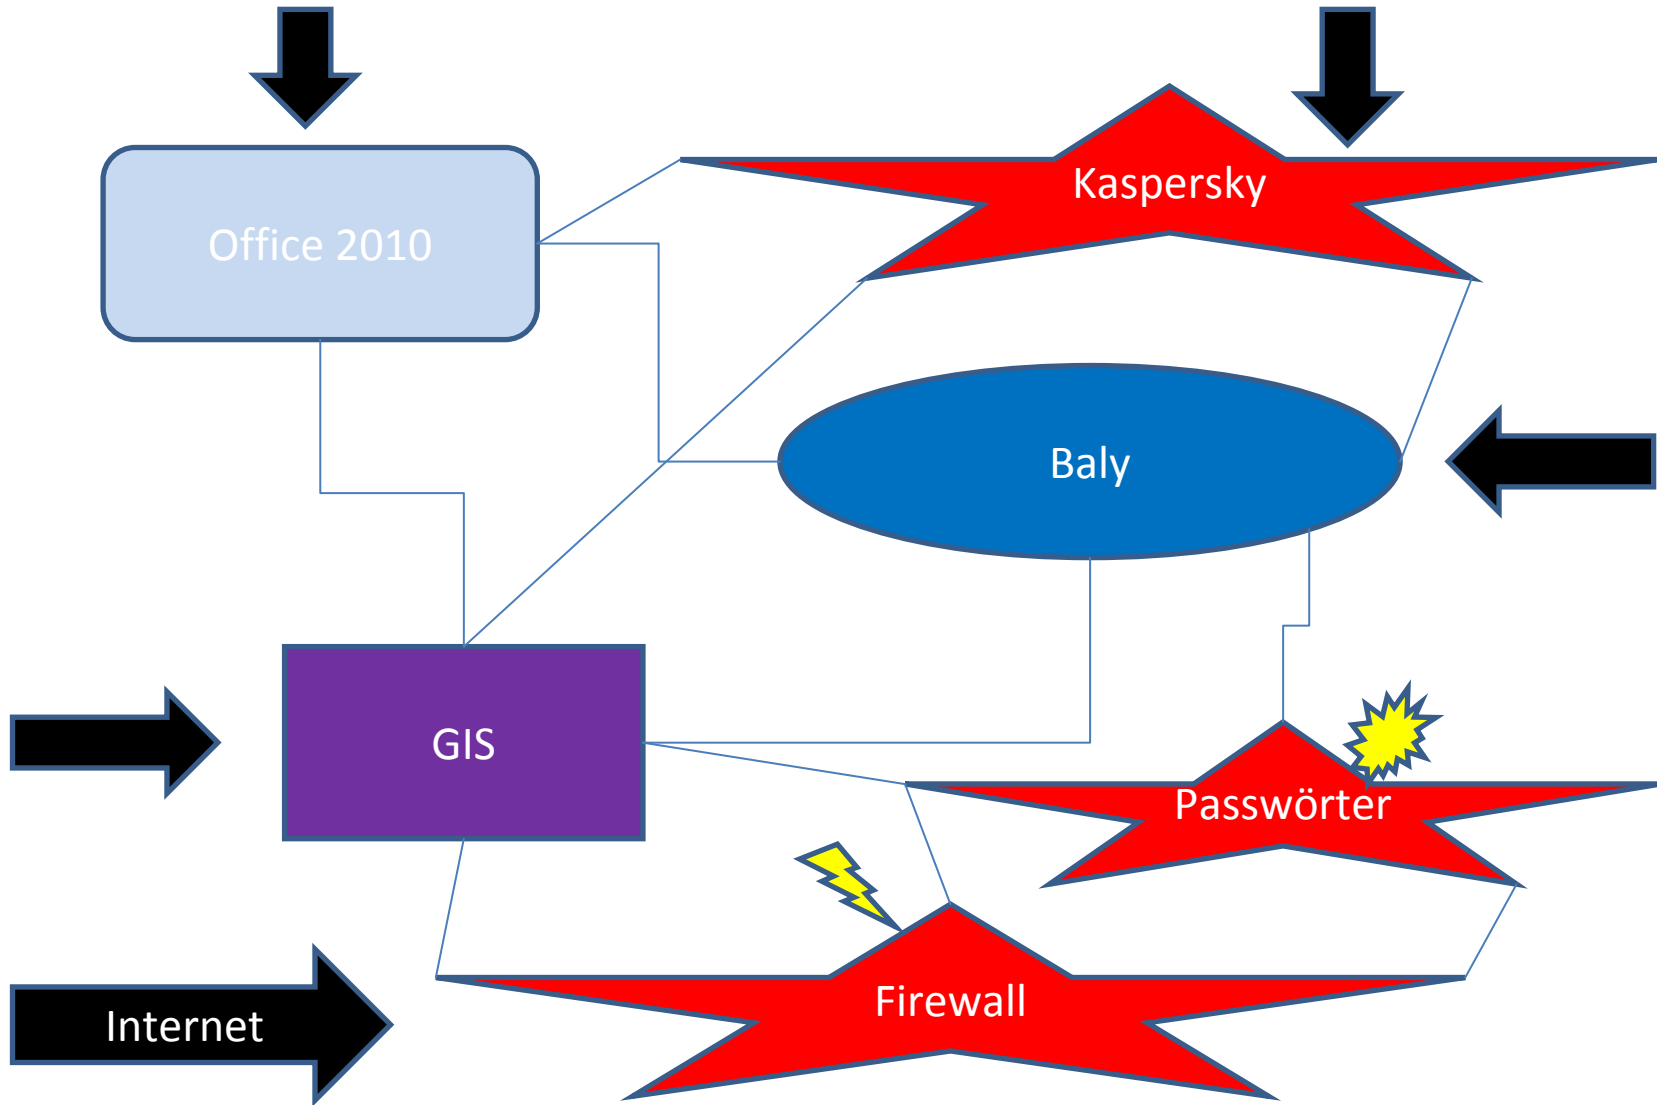 Kaspersky
Office 2010
Baly
GIS
Passwörter
Firewall
Internet